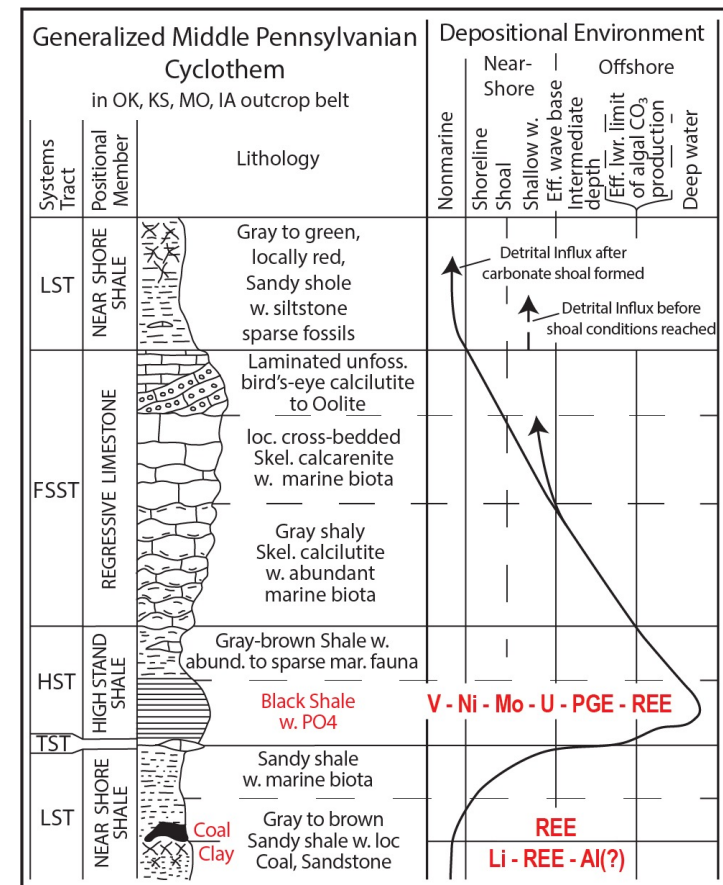 Generalized Middle Pennsylvanian
Cyclothem
in OK, KS, MO, IA outcrop belt
Depositional Environment
Near-
Shore
Offshore
Systems
Tract
Positional
Member
Lithology
Nonmarine
Shoreline
Shoal
Shallow w.
Eff. wave base
Intermediate
depth
Eff. lwr. limit
of algal CO₃
production
Deep water
LST
NEAR SHORE
SHALE
Gray to green,
locally red,
Sandy shole
w. siltstone
sparse fossils
Detrital Influx after
carbonate shoal formed
Detrital Influx before
shoal conditions reached
FSST
REGRESSIVE LIMESTONE
Laminated unfoss.
bird's-eye calcilutite
to Oolite
loc. cross-bedded
Skel. calcarenite
w. marine biota
Gray shaly
Skel. calcilutite
w. abundant
marine biota
HST
HIGH STAND
SHALE
Gray-brown Shale w.
abund. to sparse mar. fauna
Black Shale
w. PO4
V - Ni - Mo - U - PGE - REE
TST
LST
NEAR SHORE
SHALE
Sandy shale
w. marine biota
Coal
Clay
Gray to brown
Sandy shale w. loc
Coal, Sandstone
REE
Li - REE - Al(?)